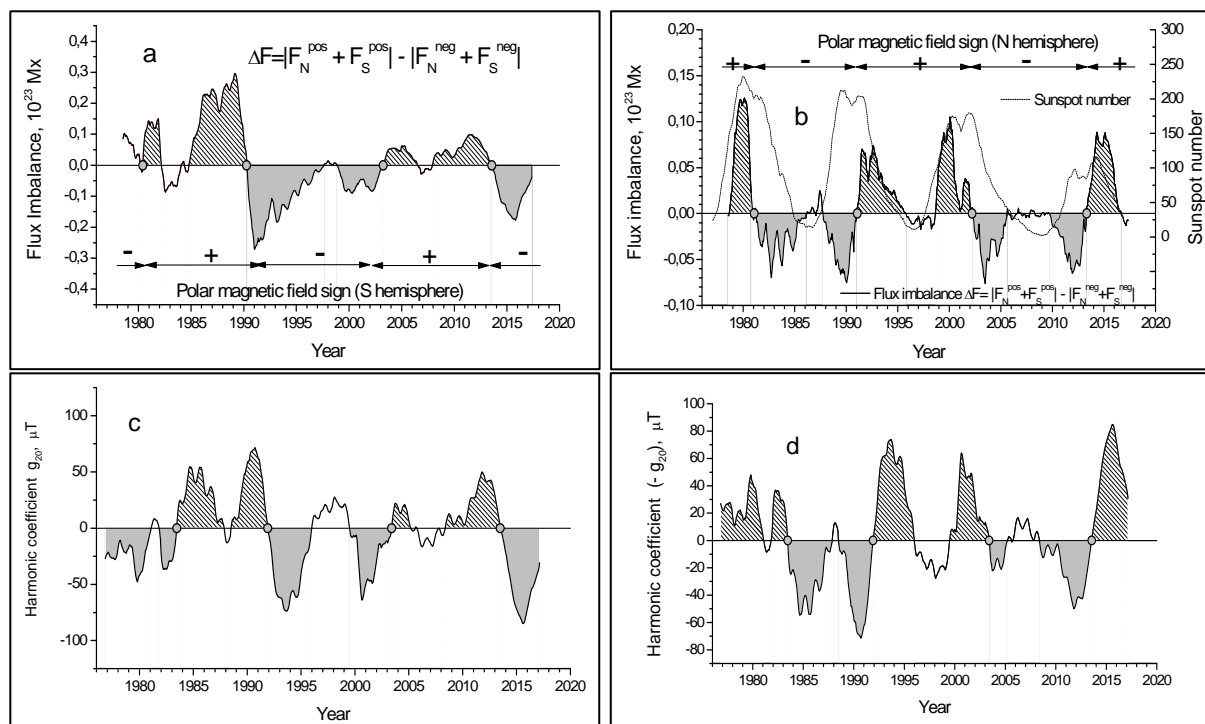 a
ΔF=|F_N^pos + F_S^pos| - |F_N^neg + F_S^neg|
Flux Imbalance, 10^23 Mx
0,4
0,3
0,2
0,1
0,0
-0,1
-0,2
-0,3
-0,4
- + - + -
Polar magnetic field sign (S hemisphere)
1980 1985 1990 1995 2000 2005 2010 2015 2020
Year
b
Polar magnetic field sign (N hemisphere)
+ - + - +
Sunspot number
Flux Imbalance, 10^23 Mx
0,20
0,15
0,10
0,05
0,00
-0,05
-0,10
Sunspot number
300
250
200
150
100
50
0
Flux imbalance ΔF= |F_N^pos+F_S^pos| - |F_N^neg+F_S^neg|
1980 1985 1990 1995 2000 2005 2010 2015 2020
Year
c
Harmonic coefficient g_20, μT
100
75
50
25
0
-25
-50
-75
-100
1980 1985 1990 1995 2000 2005 2010 2015 2020
Year
d
Harmonic coefficient (- g_20), μT
100
80
60
40
20
0
-20
-40
-60
-80
1980 1985 1990 1995 2000 2005 2010 2015 2020
Year